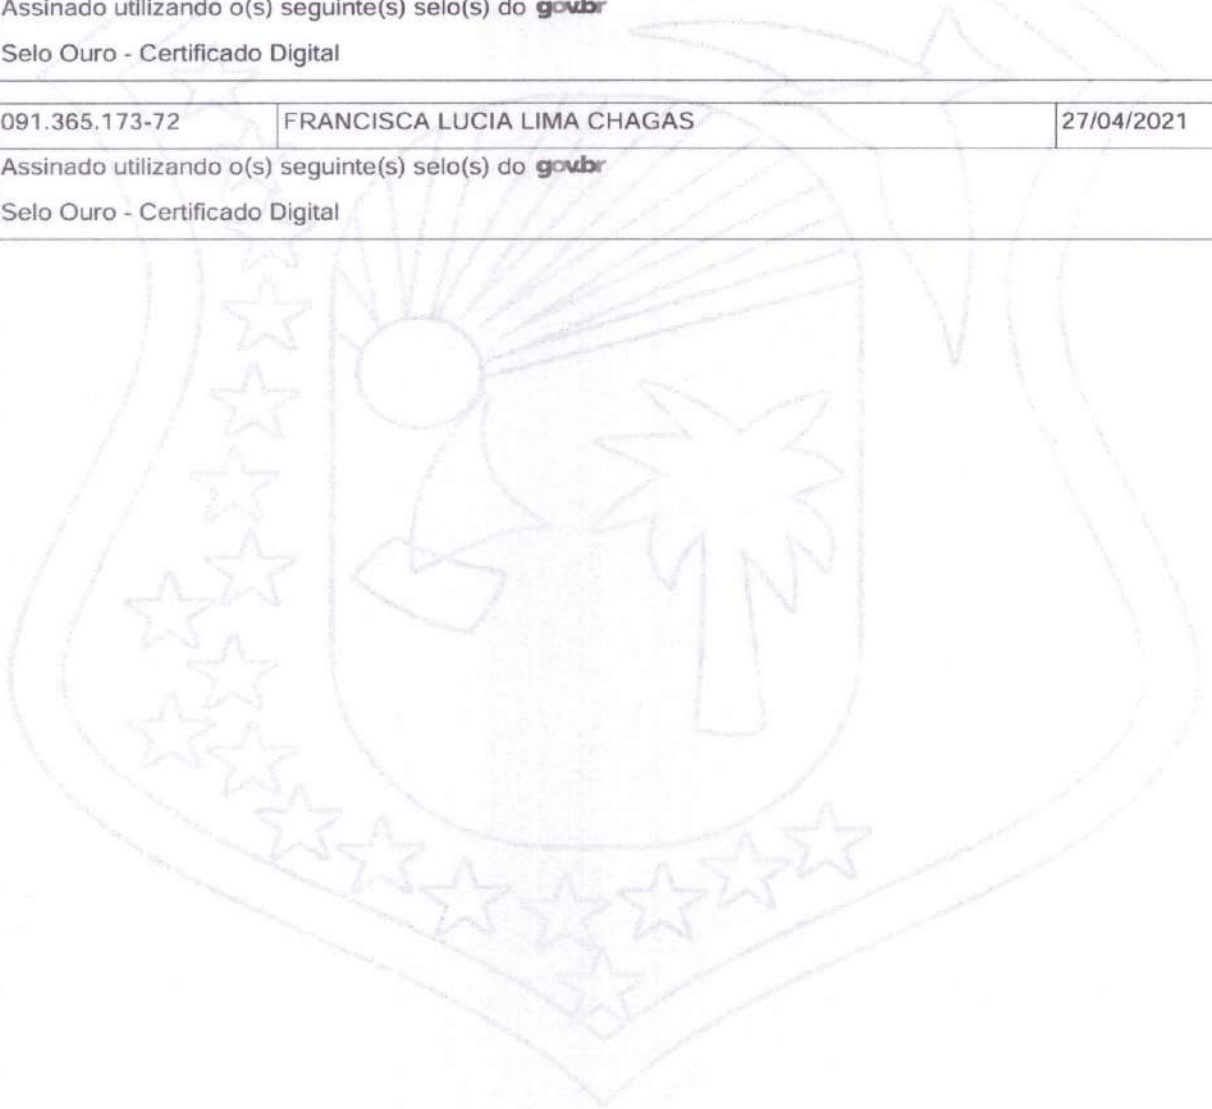 Assinado utilizando o(s) seguinte(s) selo(s) do gov.br
Selo Ouro - Certificado Digital
091.365.173-72 FRANCISCA LUCIA LIMA CHAGAS 27/04/2021
Assinado utilizando o(s) seguinte(s) selo(s) do gov.br
Selo Ouro - Certificado Digital